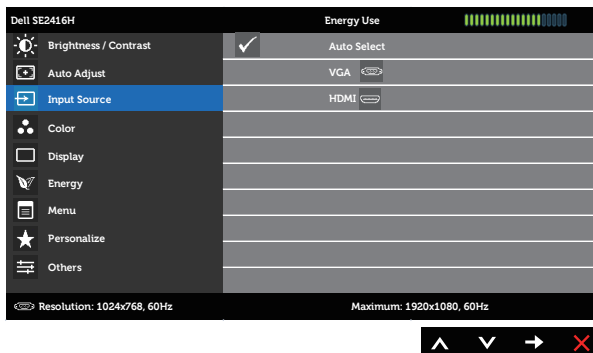 Dell SE2416H Energy Use
Brightness / Contrast Auto Select
Auto Adjust VGA
Input Source HDMI
Color
Display
Energy
Menu
Personalize
Others
Resolution: 1024x768, 60Hz Maximum: 1920x1080, 60Hz